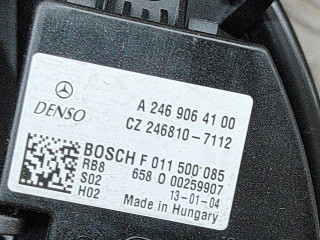 A 246 906 41 00
DENSO
CZ 246810-7112
BOSCH F 011 500 085
RB8 658 0 00259907
S02 13-01-04
H02 Made in Hungary